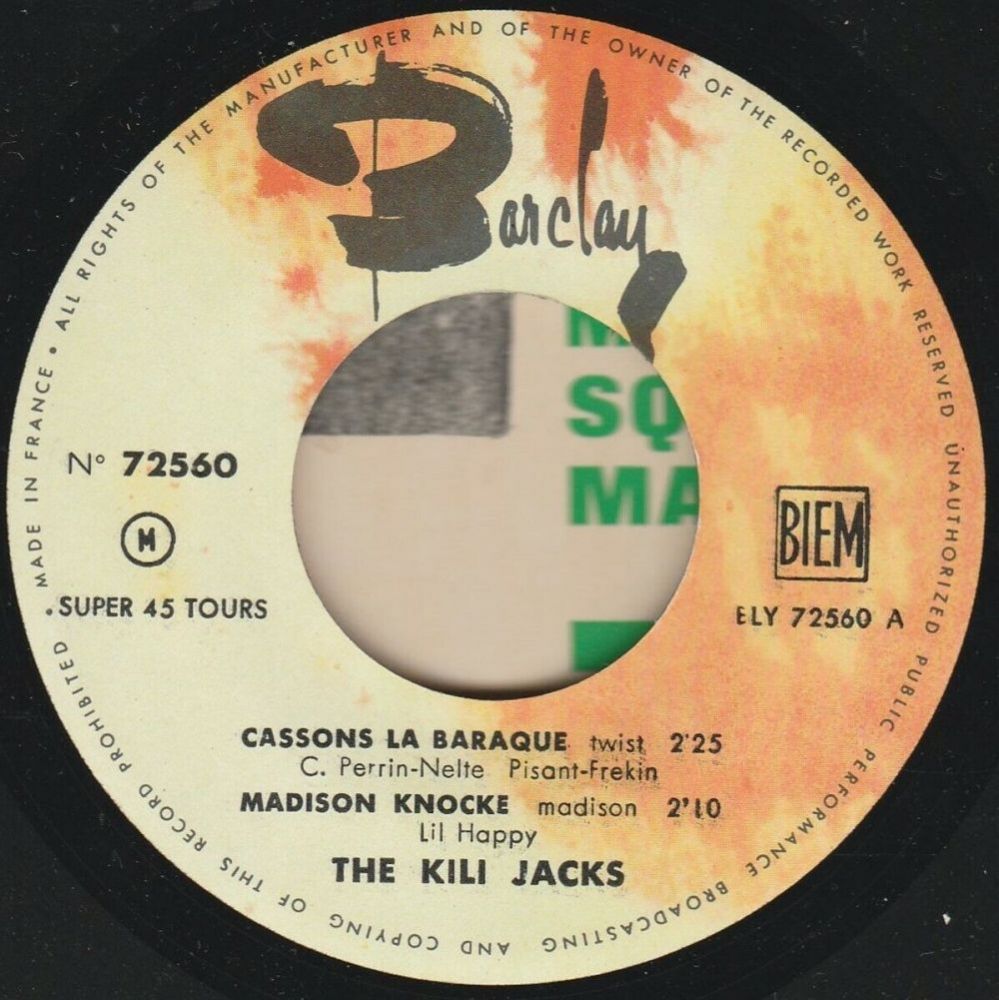 MADE IN FRANCE • ALL RIGHTS OF THE MANUFACTURER AND OF THE OWNER OF THE RECORDED WORK RESERVED UNAUTHORIZED PUBLIC PERFORMANCE BROADCASTING AND COPYING OF THIS RECORD PROHIBITED •
Barclay
M
SQ
MA
N° 72560
M
SUPER 45 TOURS
BIEM
ELY 72560 A
CASSONS LA BARAQUE twist 2'25
C. Perrin-Nelte Pisant-Frekin
MADISON KNOCKE madison 2'10
Lil Happy
THE KILI JACKS